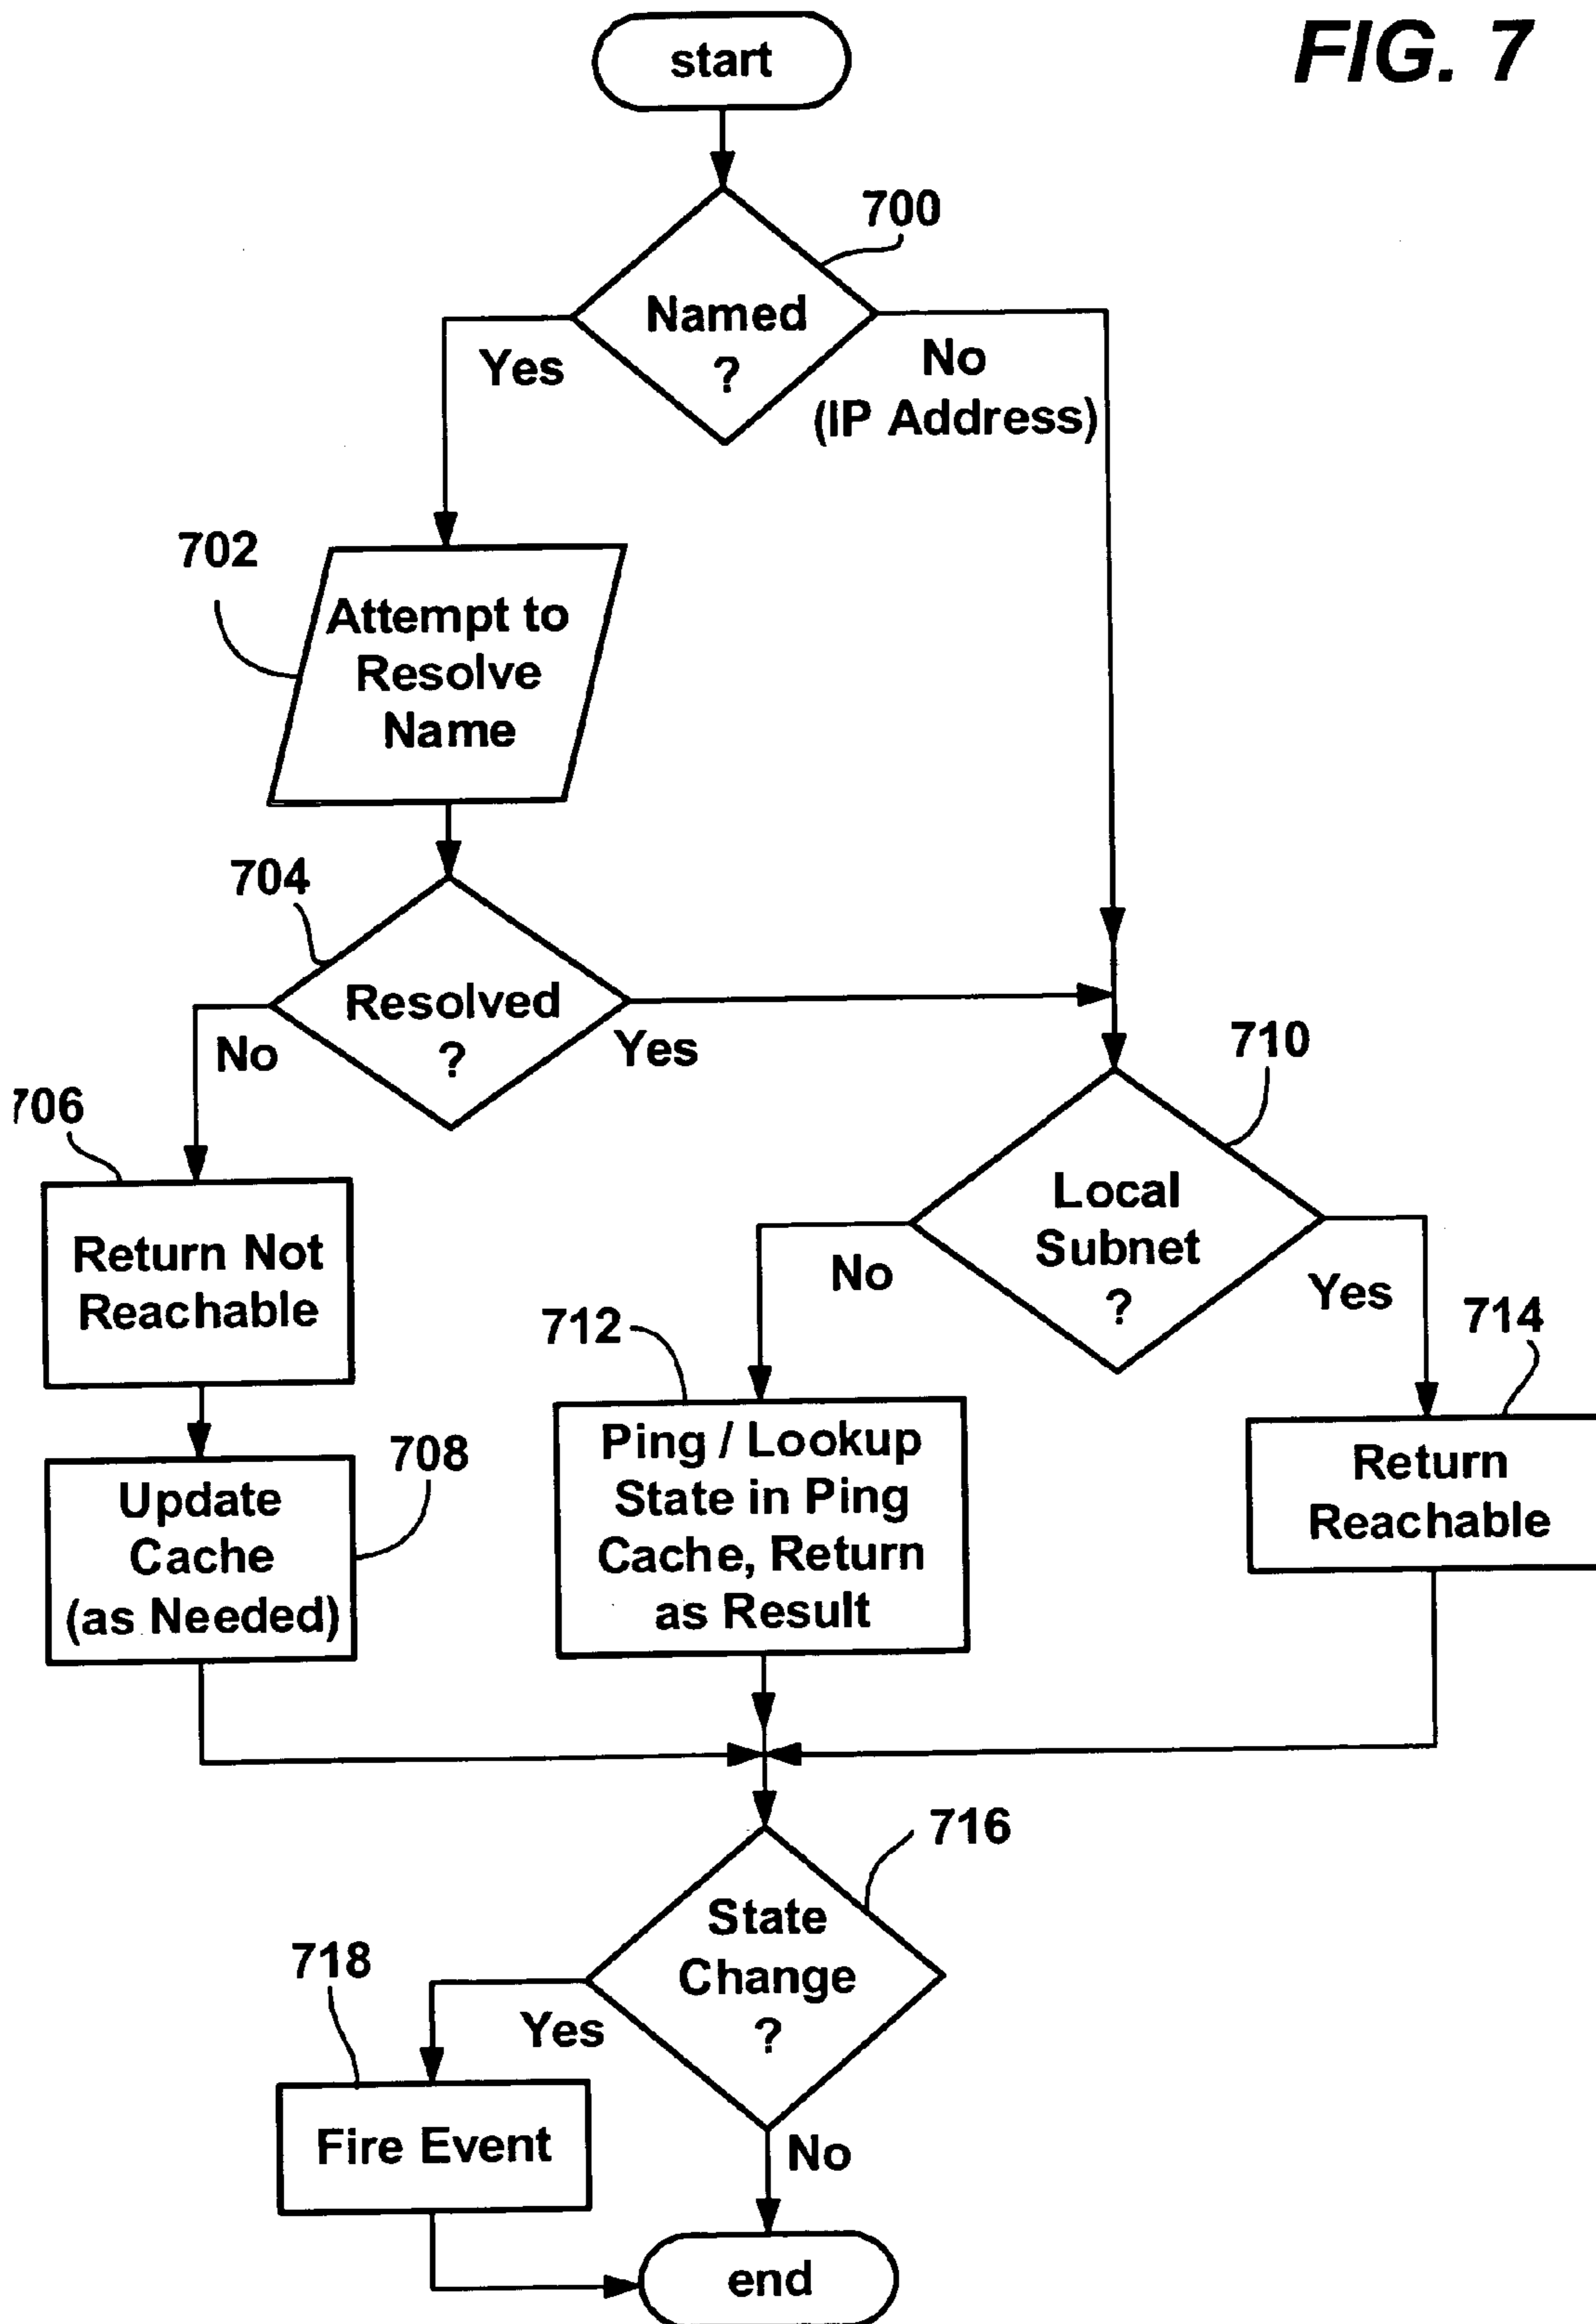 FIG. 7
start
700
Named
?
Yes
No
(IP Address)
702
Attempt to
Resolve
Name
704
Resolved
?
No
Yes
706
710
Local
Subnet
?
No
Yes
Return Not
Reachable
712
714
Ping / Lookup
State in Ping
Cache, Return
as Result
Return
Reachable
708
Update
Cache
(as Needed)
716
State
Change
?
718
Yes
No
Fire Event
end